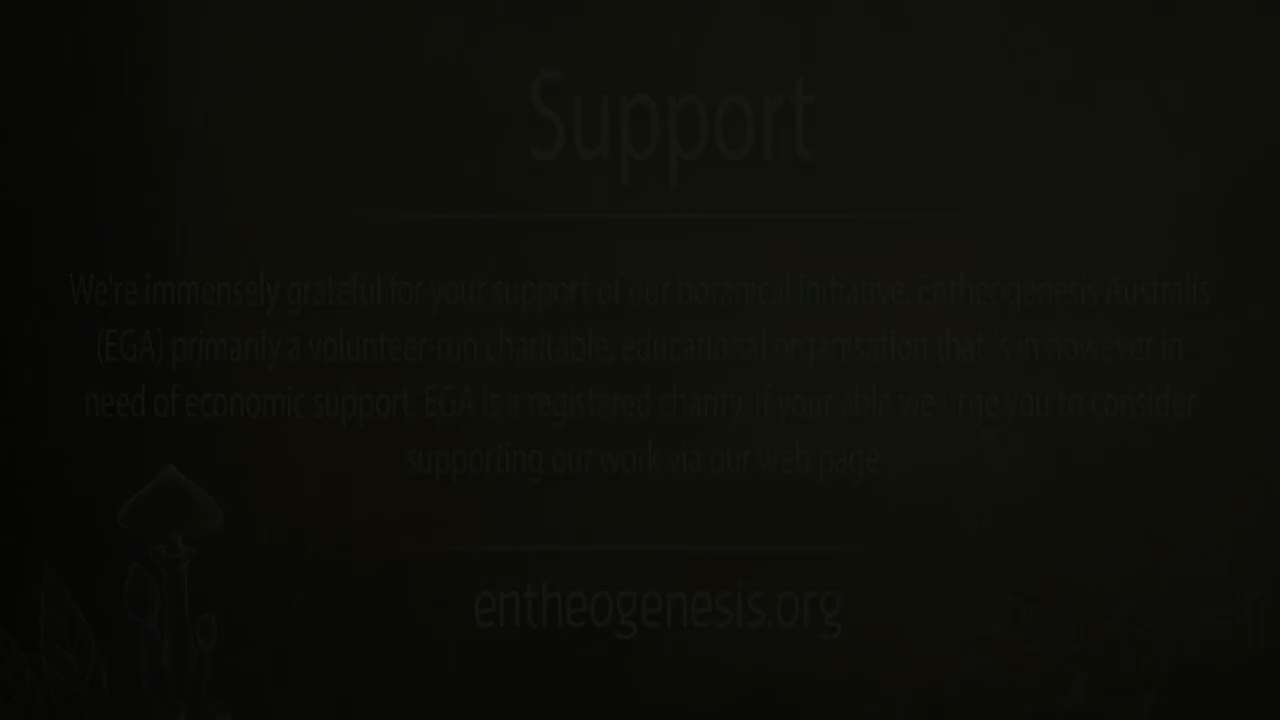 Support
We're immensely grateful for your support of our botanical initiative. Entheogenesis Australis
(EGA) primarily a volunteer-run charitable, educational organisation that is in however in
need of economic support. EGA is a registered charity. If your able we urge you to consider
supporting our work via our web page
entheogenesis.org